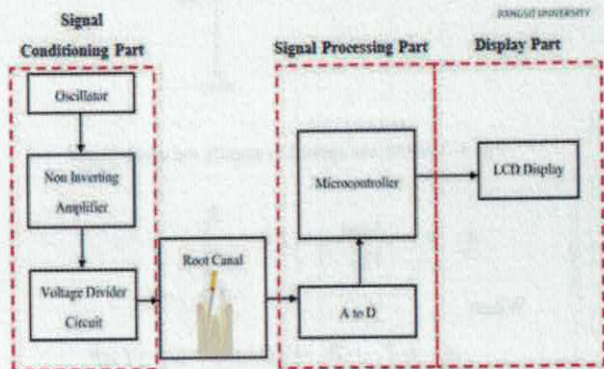 Signal
Conditioning Part
Signal Processing Part
Display Part
Oscillator
Non Inverting
Amplifier
Voltage Divider
Circuit
Root Canal
Microcontroller
A to D
LCD Display